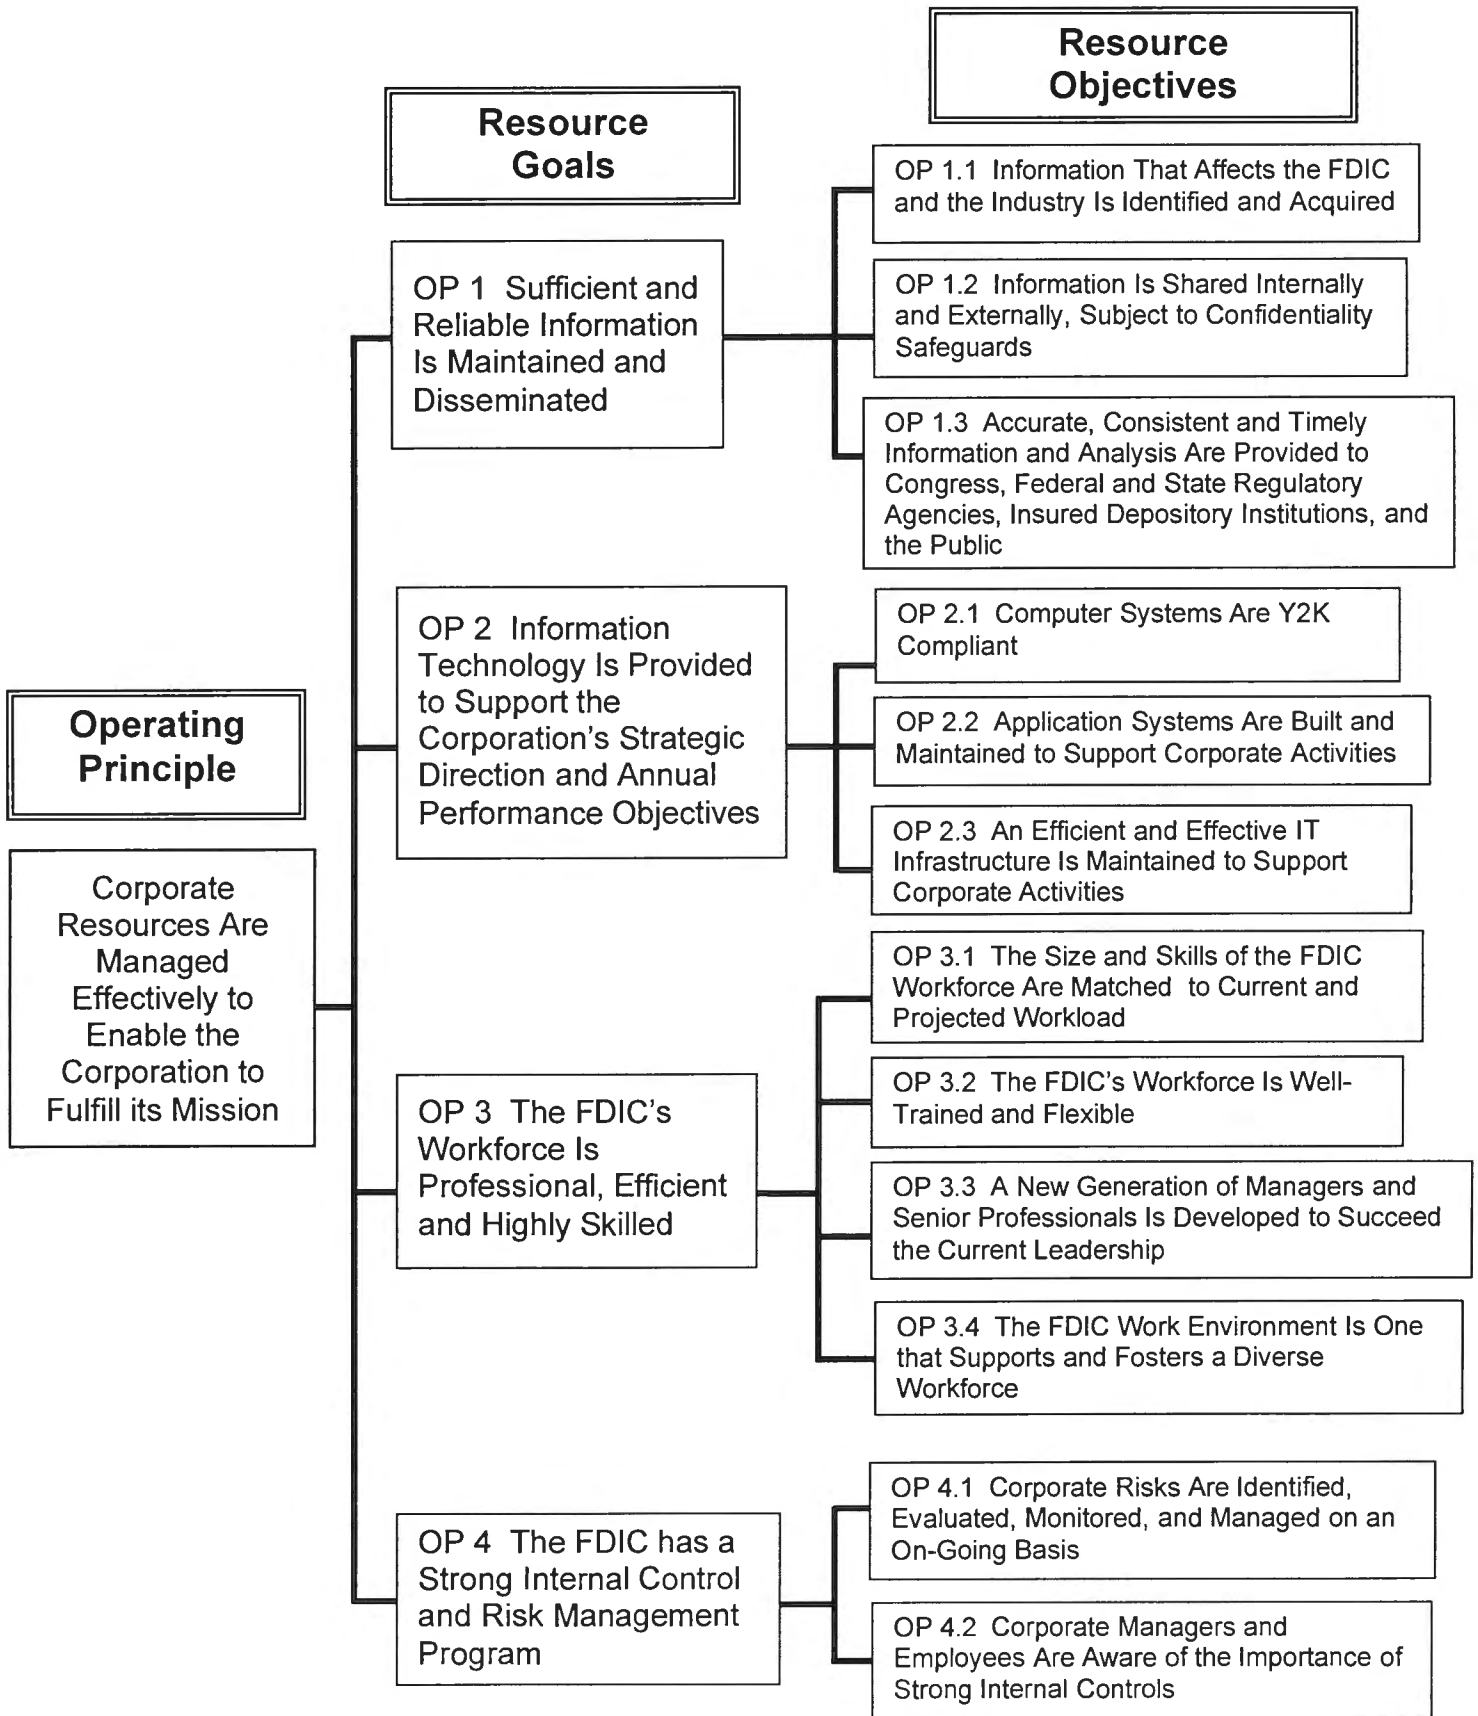 Resource
Objectives
Resource
Goals
OP 1.1  Information That Affects the FDIC
and the Industry Is Identified and Acquired
OP 1  Sufficient and
Reliable Information
Is Maintained and
Disseminated
OP 1.2  Information Is Shared Internally
and Externally, Subject to Confidentiality
Safeguards
OP 1.3  Accurate, Consistent and Timely
Information and Analysis Are Provided to
Congress, Federal and State Regulatory
Agencies, Insured Depository Institutions, and
the Public
OP 2  Information
Technology Is Provided
to Support the
Corporation's Strategic
Direction and Annual
Performance Objectives
OP 2.1  Computer Systems Are Y2K
Compliant
OP 2.2  Application Systems Are Built and
Maintained to Support Corporate Activities
OP 2.3  An Efficient and Effective IT
Infrastructure Is Maintained to Support
Corporate Activities
Operating
Principle
Corporate
Resources Are
Managed
Effectively to
Enable the
Corporation to
Fulfill its Mission
OP 3  The FDIC's
Workforce Is
Professional, Efficient
and Highly Skilled
OP 3.1  The Size and Skills of the FDIC
Workforce Are Matched  to Current and
Projected Workload
OP 3.2  The FDIC's Workforce Is Well-
Trained and Flexible
OP 3.3  A New Generation of Managers and
Senior Professionals Is Developed to Succeed
the Current Leadership
OP 3.4  The FDIC Work Environment Is One
that Supports and Fosters a Diverse
Workforce
OP 4  The FDIC has a
Strong Internal Control
and Risk Management
Program
OP 4.1  Corporate Risks Are Identified,
Evaluated, Monitored, and Managed on an
On-Going Basis
OP 4.2  Corporate Managers and
Employees Are Aware of the Importance of
Strong Internal Controls